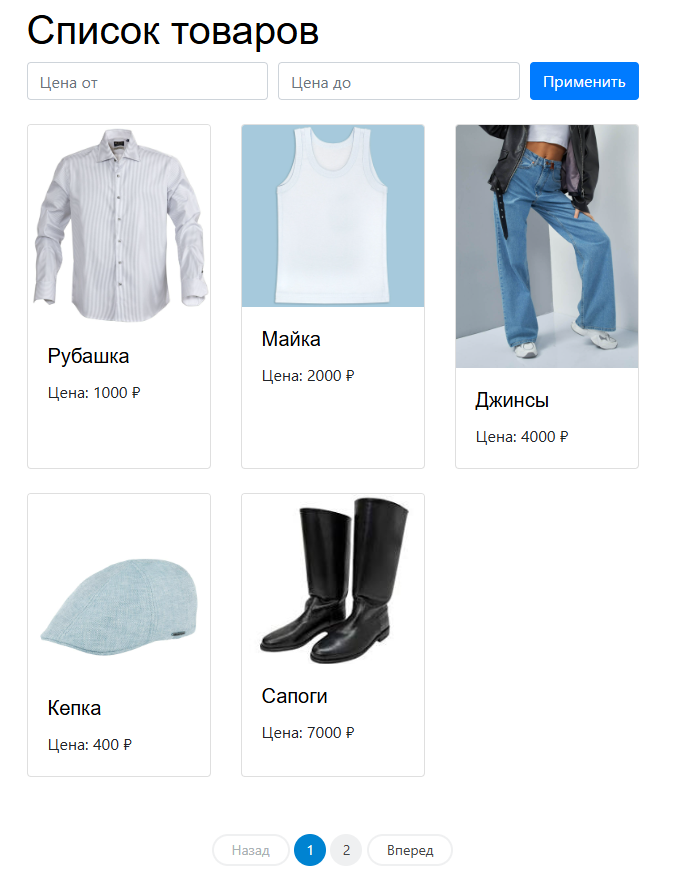 Список товаров
Цена от
Цена до
Применить
Рубашка
Цена: 1000 ₽
Майка
Цена: 2000 ₽
Джинсы
Цена: 4000 ₽
Кепка
Цена: 400 ₽
Сапоги
Цена: 7000 ₽
Назад 1 2 Вперед